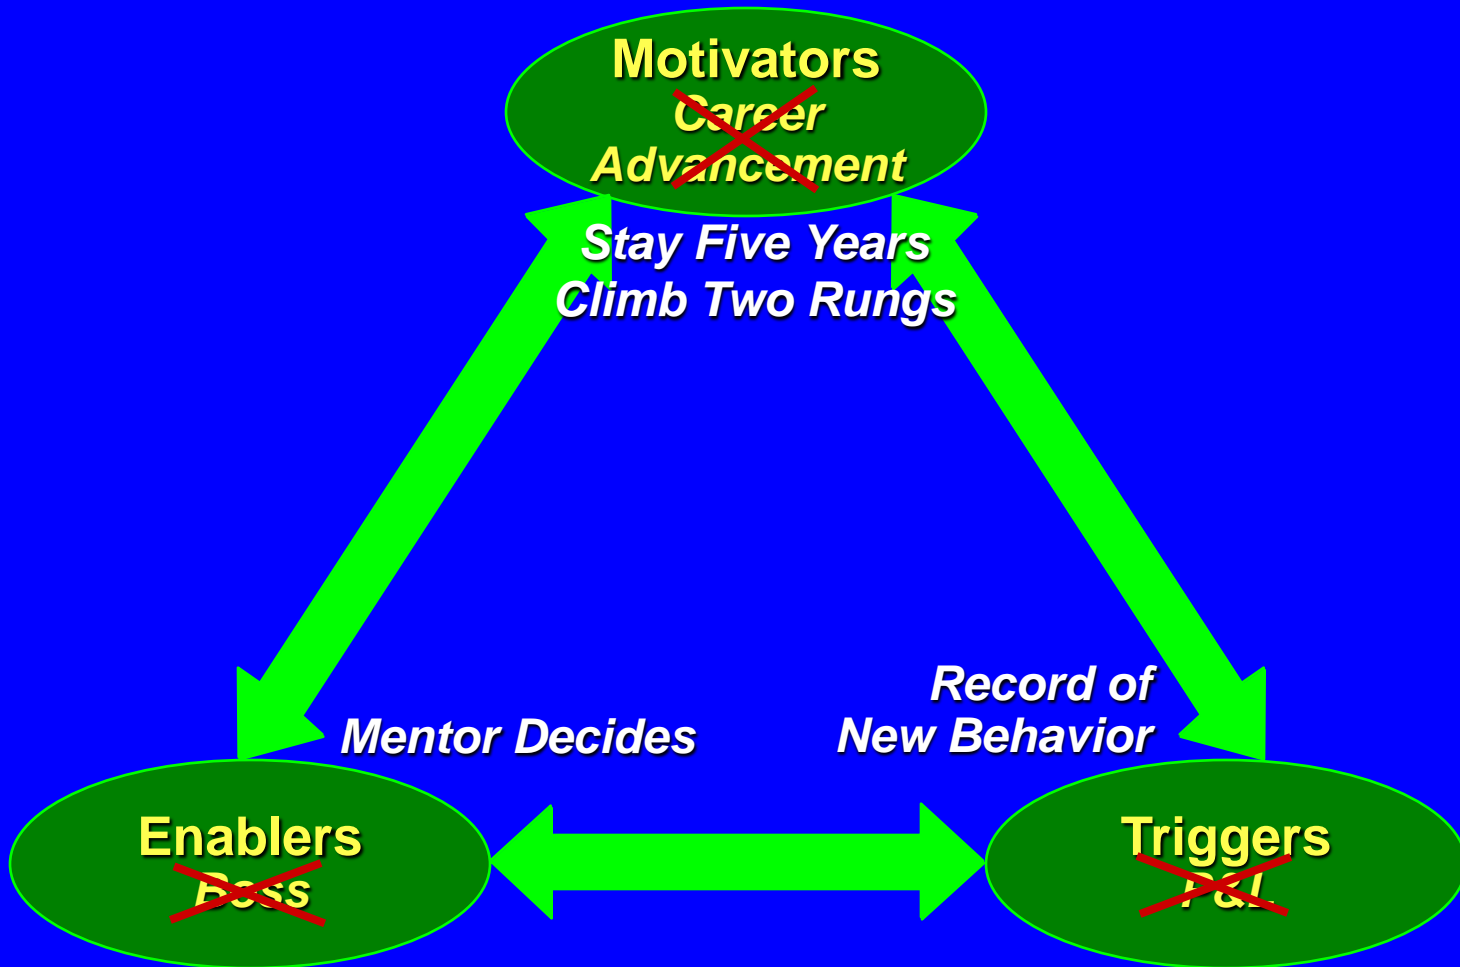 Motivators
Career
Advancement
Stay Five Years
Climb Two Rungs
Record of
New Behavior
Mentor Decides
Enablers
Boss
Triggers
P&L